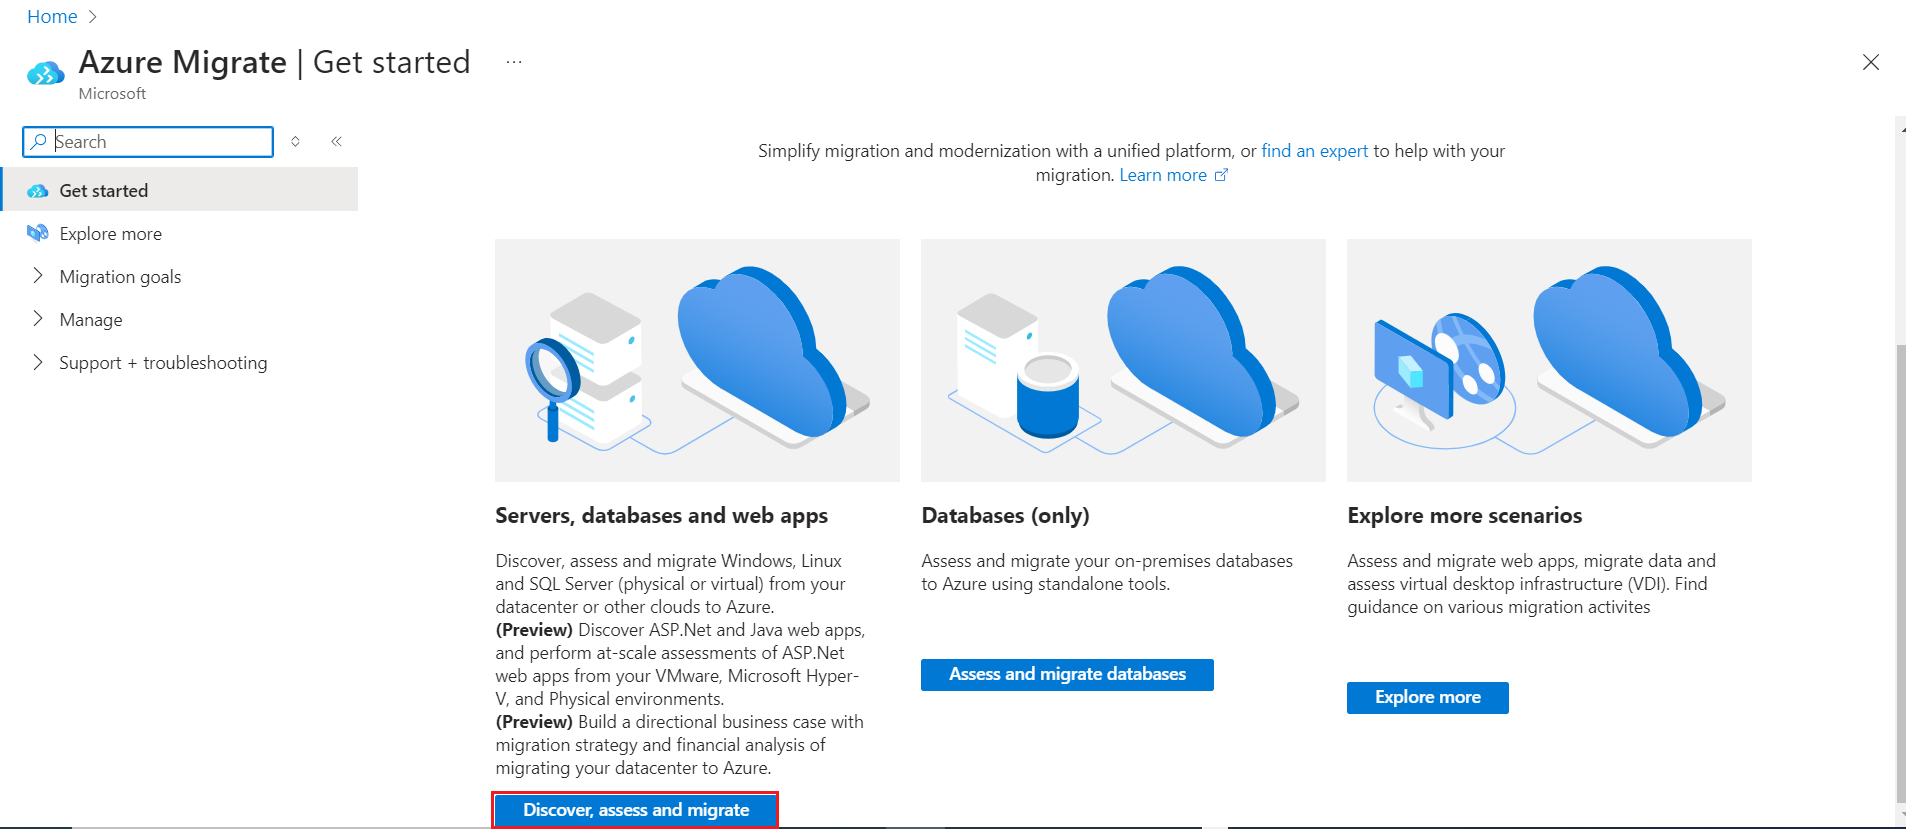 Home
Azure Migrate | Get started ...
Microsoft
Search
Get started
Explore more
Migration goals
Manage
Support + troubleshooting
Simplify migration and modernization with a unified platform, or find an expert to help with your
migration. Learn more
Servers, databases and web apps
Discover, assess and migrate Windows, Linux
and SQL Server (physical or virtual) from your
datacenter or other clouds to Azure.
(Preview) Discover ASP.Net and Java web apps,
and perform at-scale assessments of ASP.Net
web apps from your VMware, Microsoft Hyper-
V, and Physical environments.
(Preview) Build a directional business case with
migration strategy and financial analysis of
migrating your datacenter to Azure.
Discover, assess and migrate
Databases (only)
Assess and migrate your on-premises databases
to Azure using standalone tools.
Assess and migrate databases
Explore more scenarios
Assess and migrate web apps, migrate data and
assess virtual desktop infrastructure (VDI). Find
guidance on various migration activites
Explore more